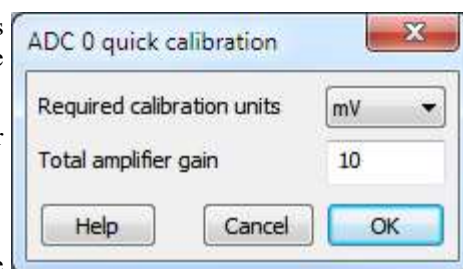 ADC 0 quick calibration
Required calibration units mV
Total amplifier gain 10
Help Cancel OK